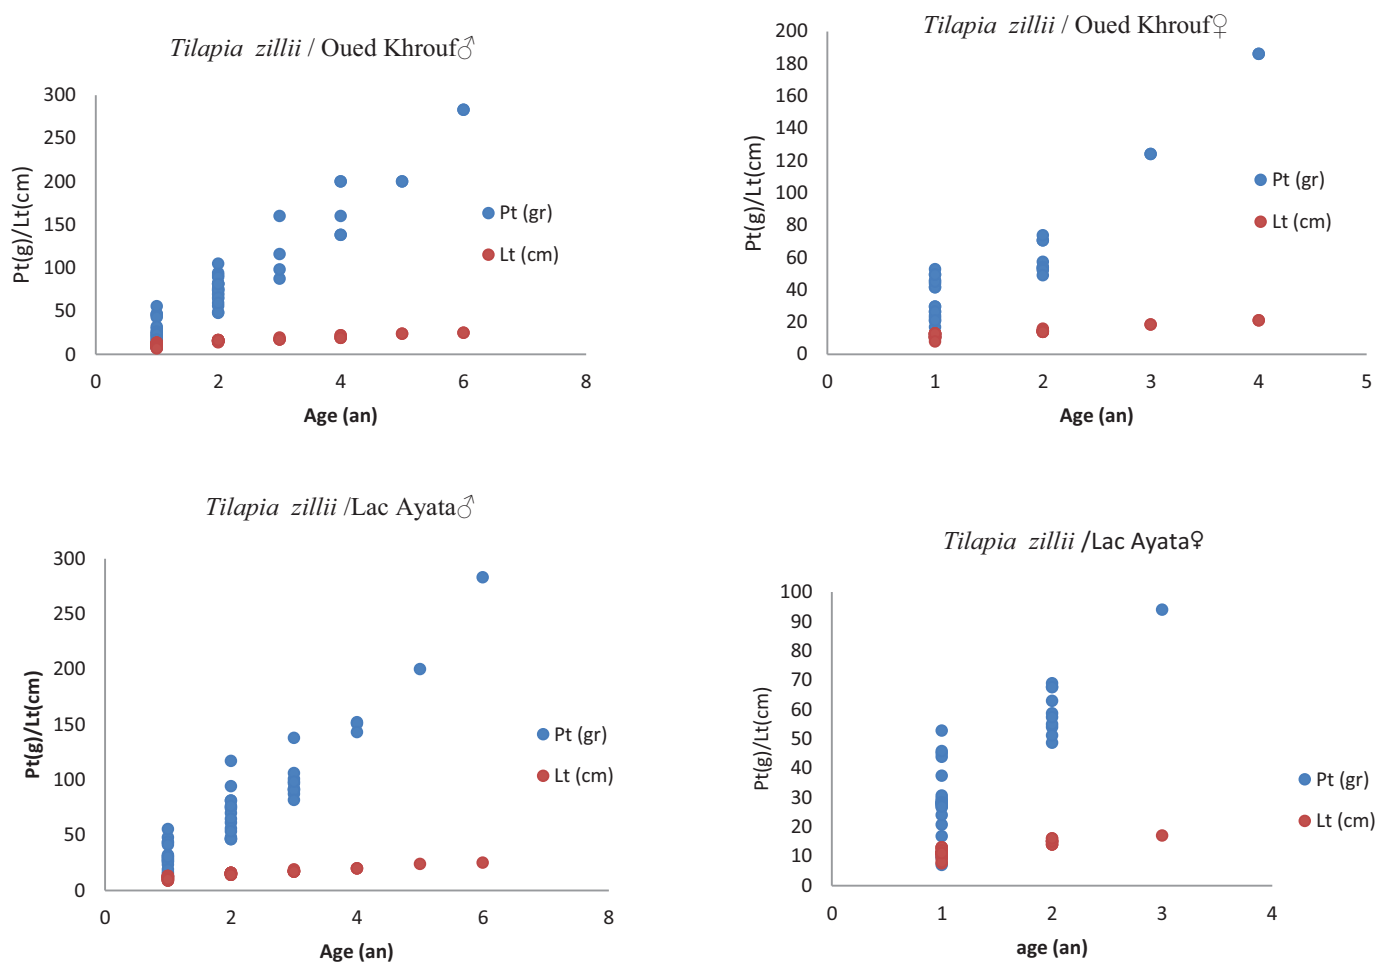 Tilapia zillii / Oued Khrouf♂
300
250
200
150
100
50
0
0 2 4 6 8
Pt(g)/Lt(cm)
Age (an)
Pt (gr)
Lt (cm)
Tilapia zillii / Oued Khrouf♀
200
180
160
140
120
100
80
60
40
20
0
0 1 2 3 4 5
Pt(g)/Lt(cm)
Age (an)
Pt (gr)
Lt (cm)
Tilapia zillii /Lac Ayata♂
300
250
200
150
100
50
0
0 2 4 6 8
Pt(g)/Lt(cm)
Age (an)
Pt (gr)
Lt (cm)
Tilapia zillii /Lac Ayata♀
100
90
80
70
60
50
40
30
20
10
0
0 1 2 3 4
Pt(g)/Lt(cm)
age (an)
Pt (gr)
Lt (cm)